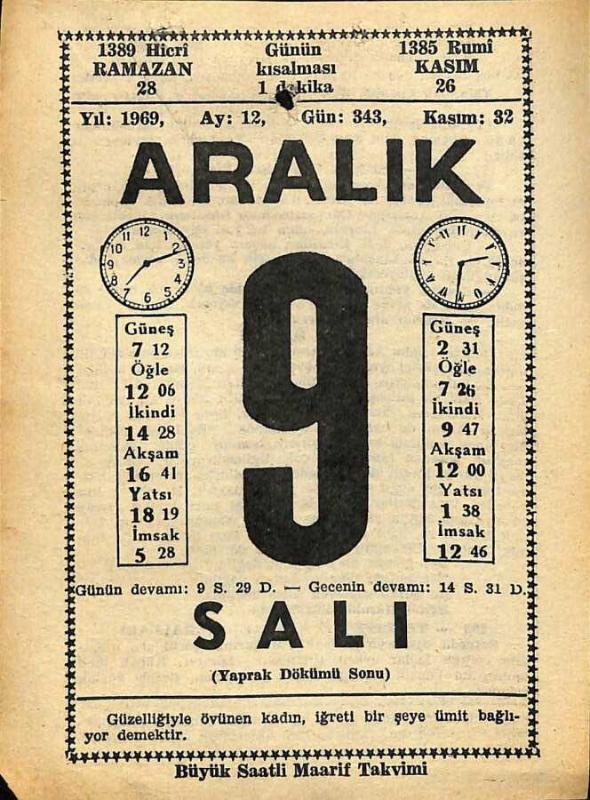 1389 Hicrî Günün 1385 Rumî
RAMAZAN kısalması KASIM
28 1 dakika 26
Yıl: 1969, Ay: 12, Gün: 343, Kasım: 32
ARALIK
9
Güneş
7 12
Öğle
12 06
İkindi
14 28
Akşam
16 41
Yatsı
18 19
İmsak
5 28
Güneş
2 31
Öğle
7 26
İkindi
9 47
Akşam
12 00
Yatsı
1 38
İmsak
12 46
Günün devamı: 9 S. 29 D. — Gecenin devamı: 14 S. 31 D.
SALI
(Yaprak Dökümü Sonu)
Güzelliğiyle övünen kadın, iğreti bir şeye ümit bağlı-
yor demektir.
Büyük Saatli Maarif Takvimi